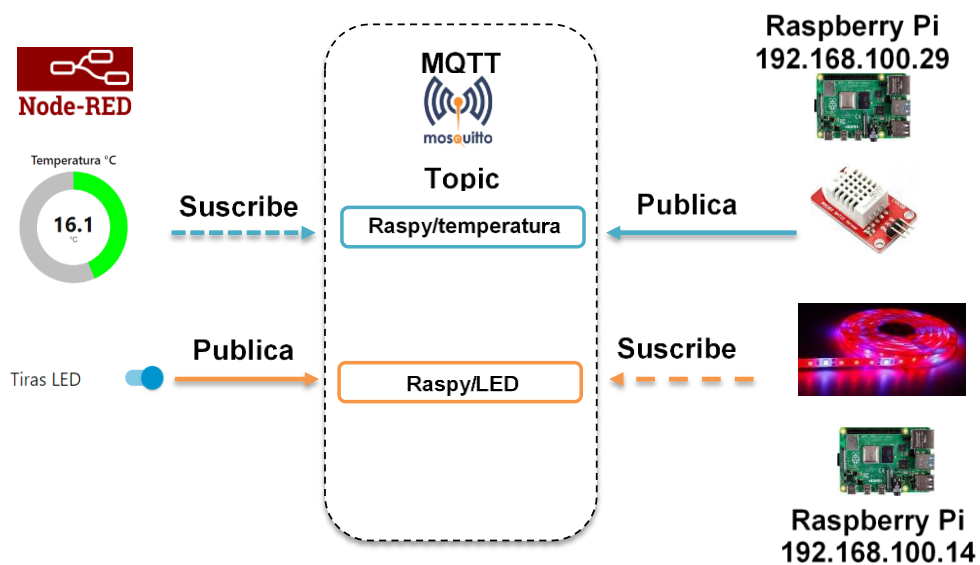 Node-RED
Temperatura °C
16.1
°C
Tiras LED
Suscribe
Publica
MQTT
mosquitto
Topic
Raspy/temperatura
Raspy/LED
Publica
Suscribe
Raspberry Pi
192.168.100.29
Raspberry Pi
192.168.100.14